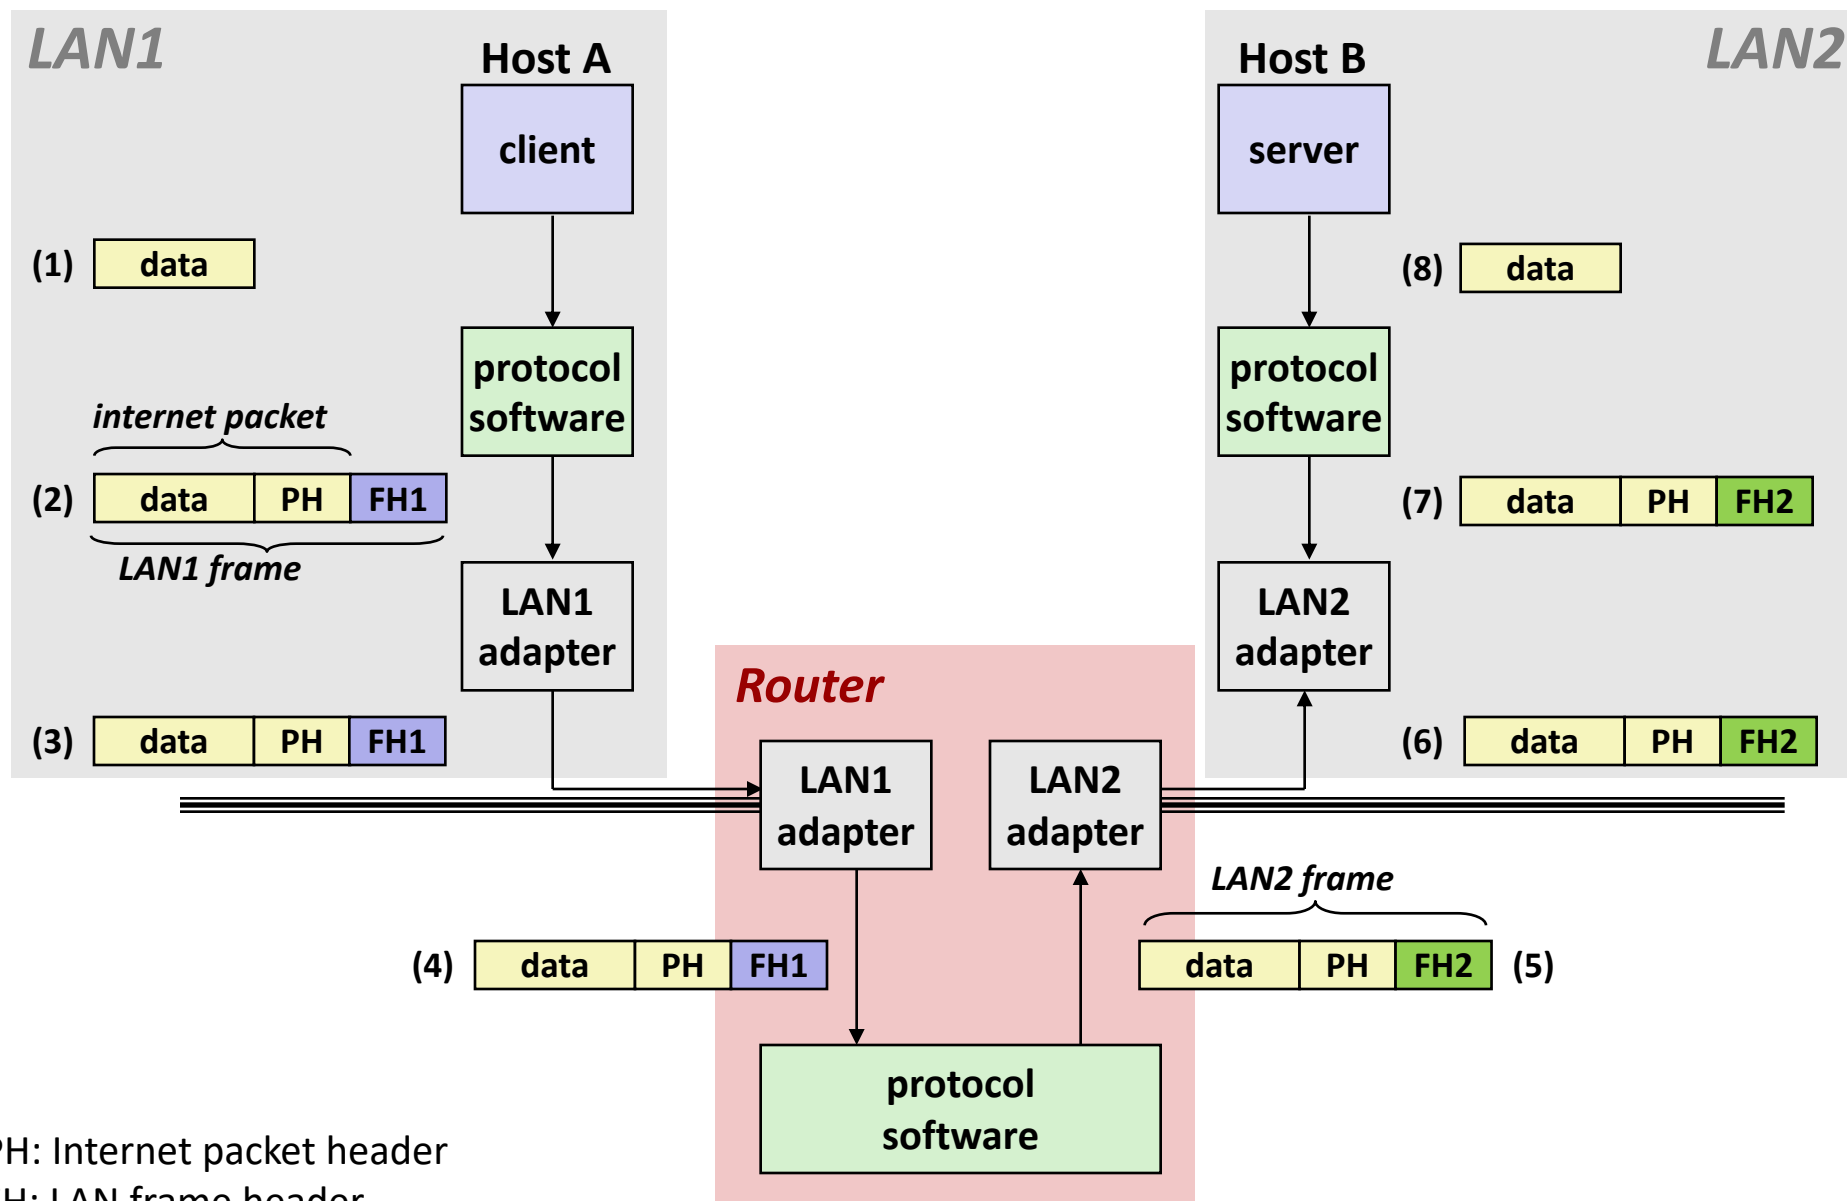 LAN1
Host A
client
(1) data
protocol
software
internet packet
(2) data PH FH1
LAN1 frame
LAN1
adapter
(3) data PH FH1
Host B
LAN2
server
(8) data
protocol
software
(7) data PH FH2
LAN2
adapter
(6) data PH FH2
Router
LAN1
adapter
LAN2
adapter
LAN2 frame
(4) data PH FH1
data PH FH2 (5)
protocol
software
PH: Internet packet header
H: LAN frame header